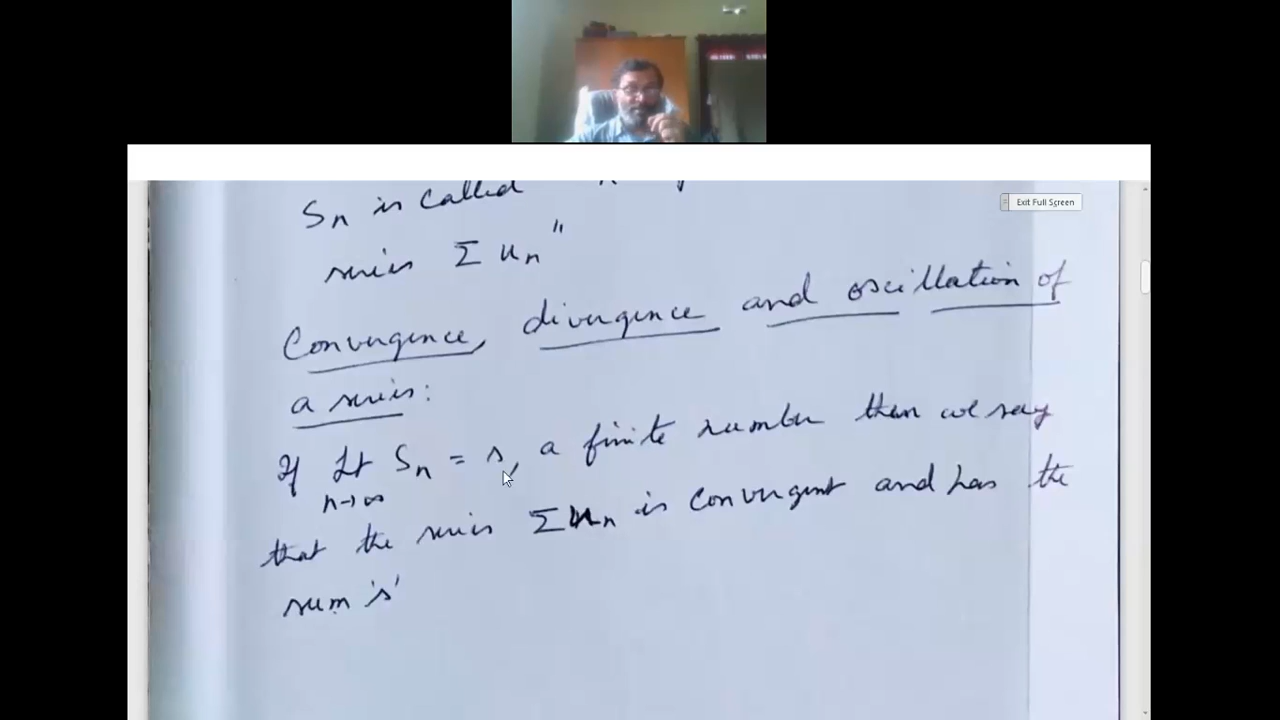 Sn is called "
series Σ un"
Exit Full Screen
Convergence, divergence and oscillation of
a series:
If Lt Sn = s, a finite number then we say
n→∞
that the series Σun is convergent and has the
sum 's'